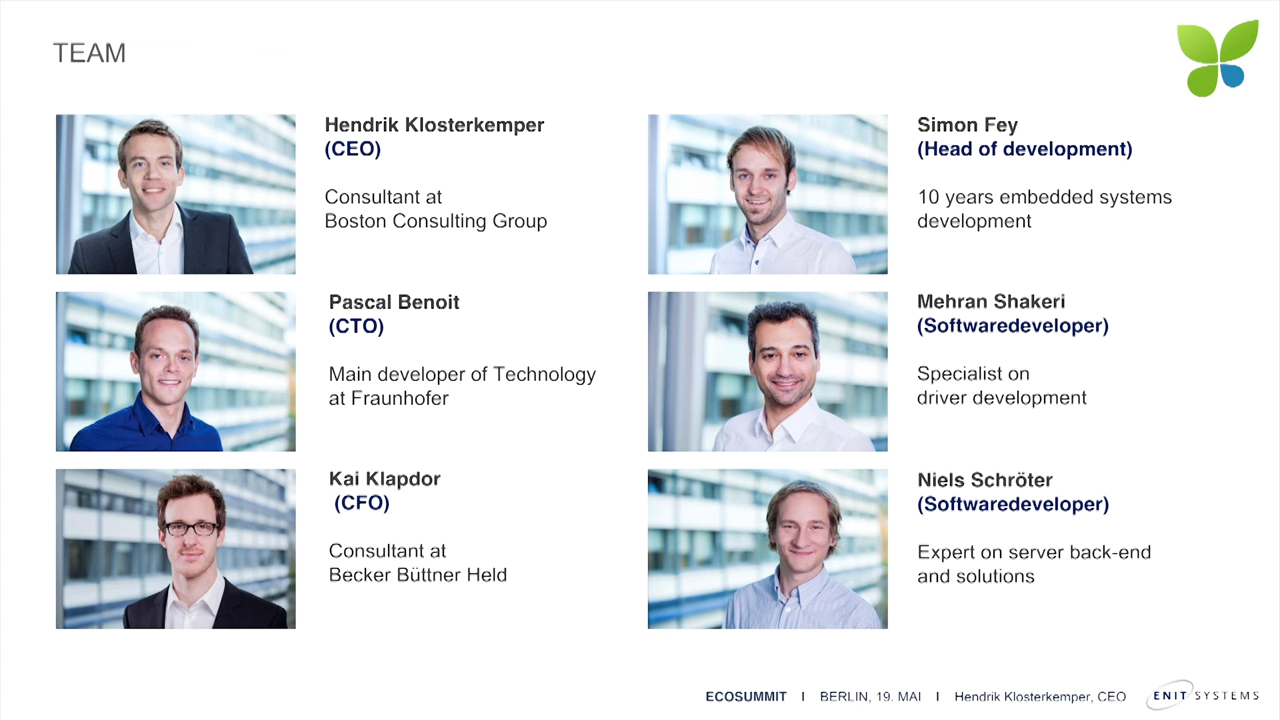 TEAM
Hendrik Klosterkemper
(CEO)
Consultant at
Boston Consulting Group
Pascal Benoit
(CTO)
Main developer of Technology
at Fraunhofer
Kai Klapdor
(CFO)
Consultant at
Becker Büttner Held
Simon Fey
(Head of development)
10 years embedded systems
development
Mehran Shakeri
(Softwaredeveloper)
Specialist on
driver development
Niels Schröter
(Softwaredeveloper)
Expert on server back-end
and solutions
ECOSUMMIT I BERLIN, 19. MAI I Hendrik Klosterkemper, CEO
ENIT SYSTEMS